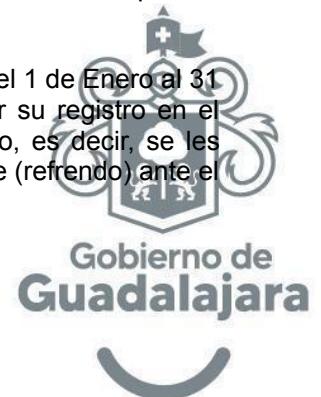 el 1 de Enero al 31
r su registro en el
o, es decir, se les
e (refrendo) ante el
Gobierno de
Guadalajara